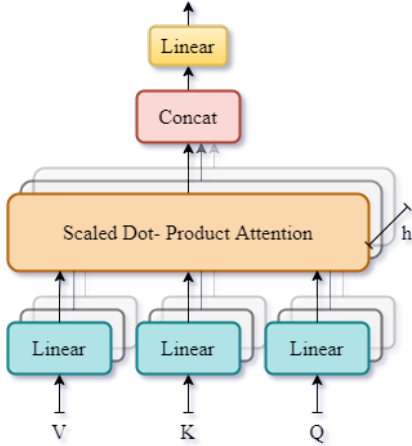 Linear
Concat
Scaled Dot- Product Attention
h
Linear Linear Linear
V K Q